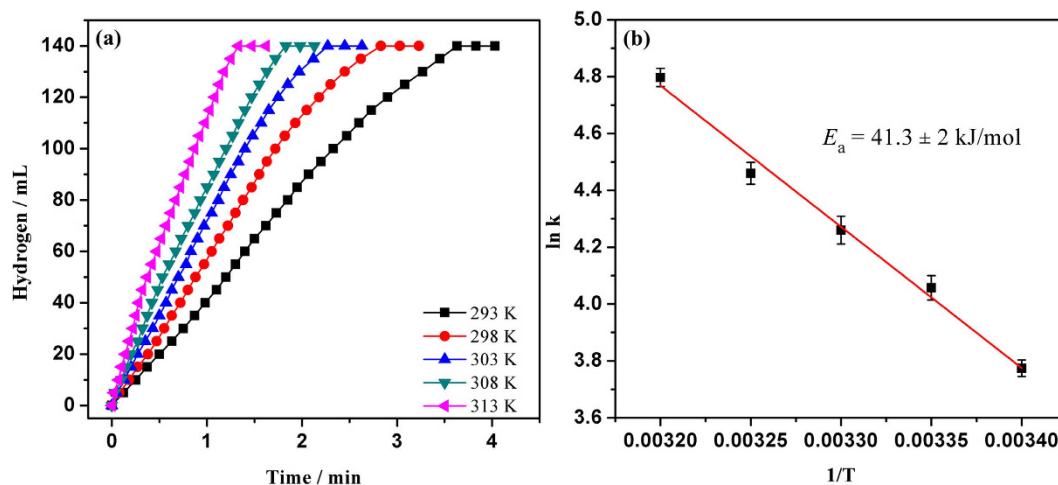 (a)
140
120
100
80
60
40
20
0
Hydrogen / mL
293 K
298 K
303 K
308 K
313 K
0 1 2 3 4
Time / min
(b)
5.0
4.8
4.6
4.4
4.2
4.0
3.8
3.6
ln k
Eₐ = 41.3 ± 2 kJ/mol
0.00320 0.00325 0.00330 0.00335 0.00340
1/T